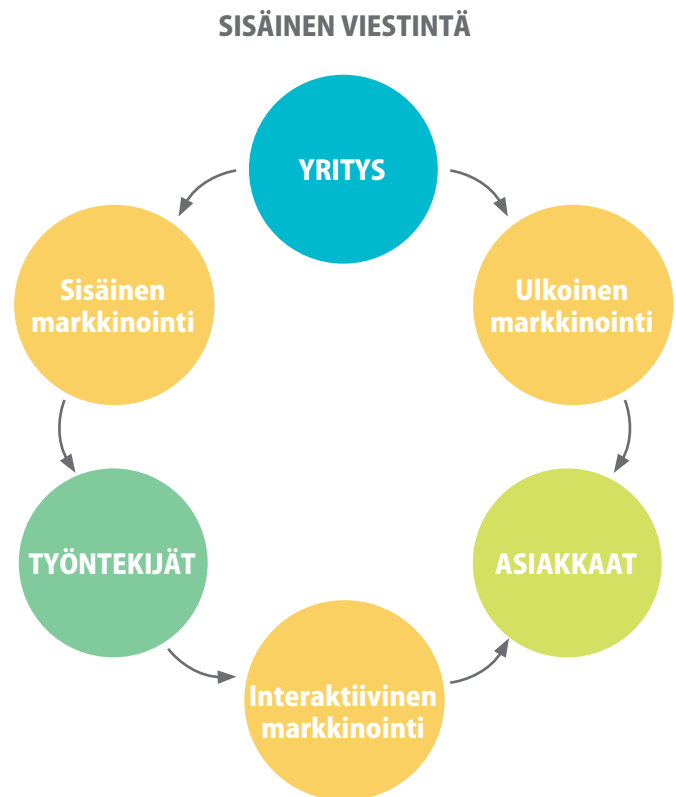 SISÄINEN VIESTINTÄ
YRITYS
Sisäinen
markkinointi
Ulkoinen
markkinointi
TYÖNTEKIJÄT
ASIAKKAAT
Interaktiivinen
markkinointi